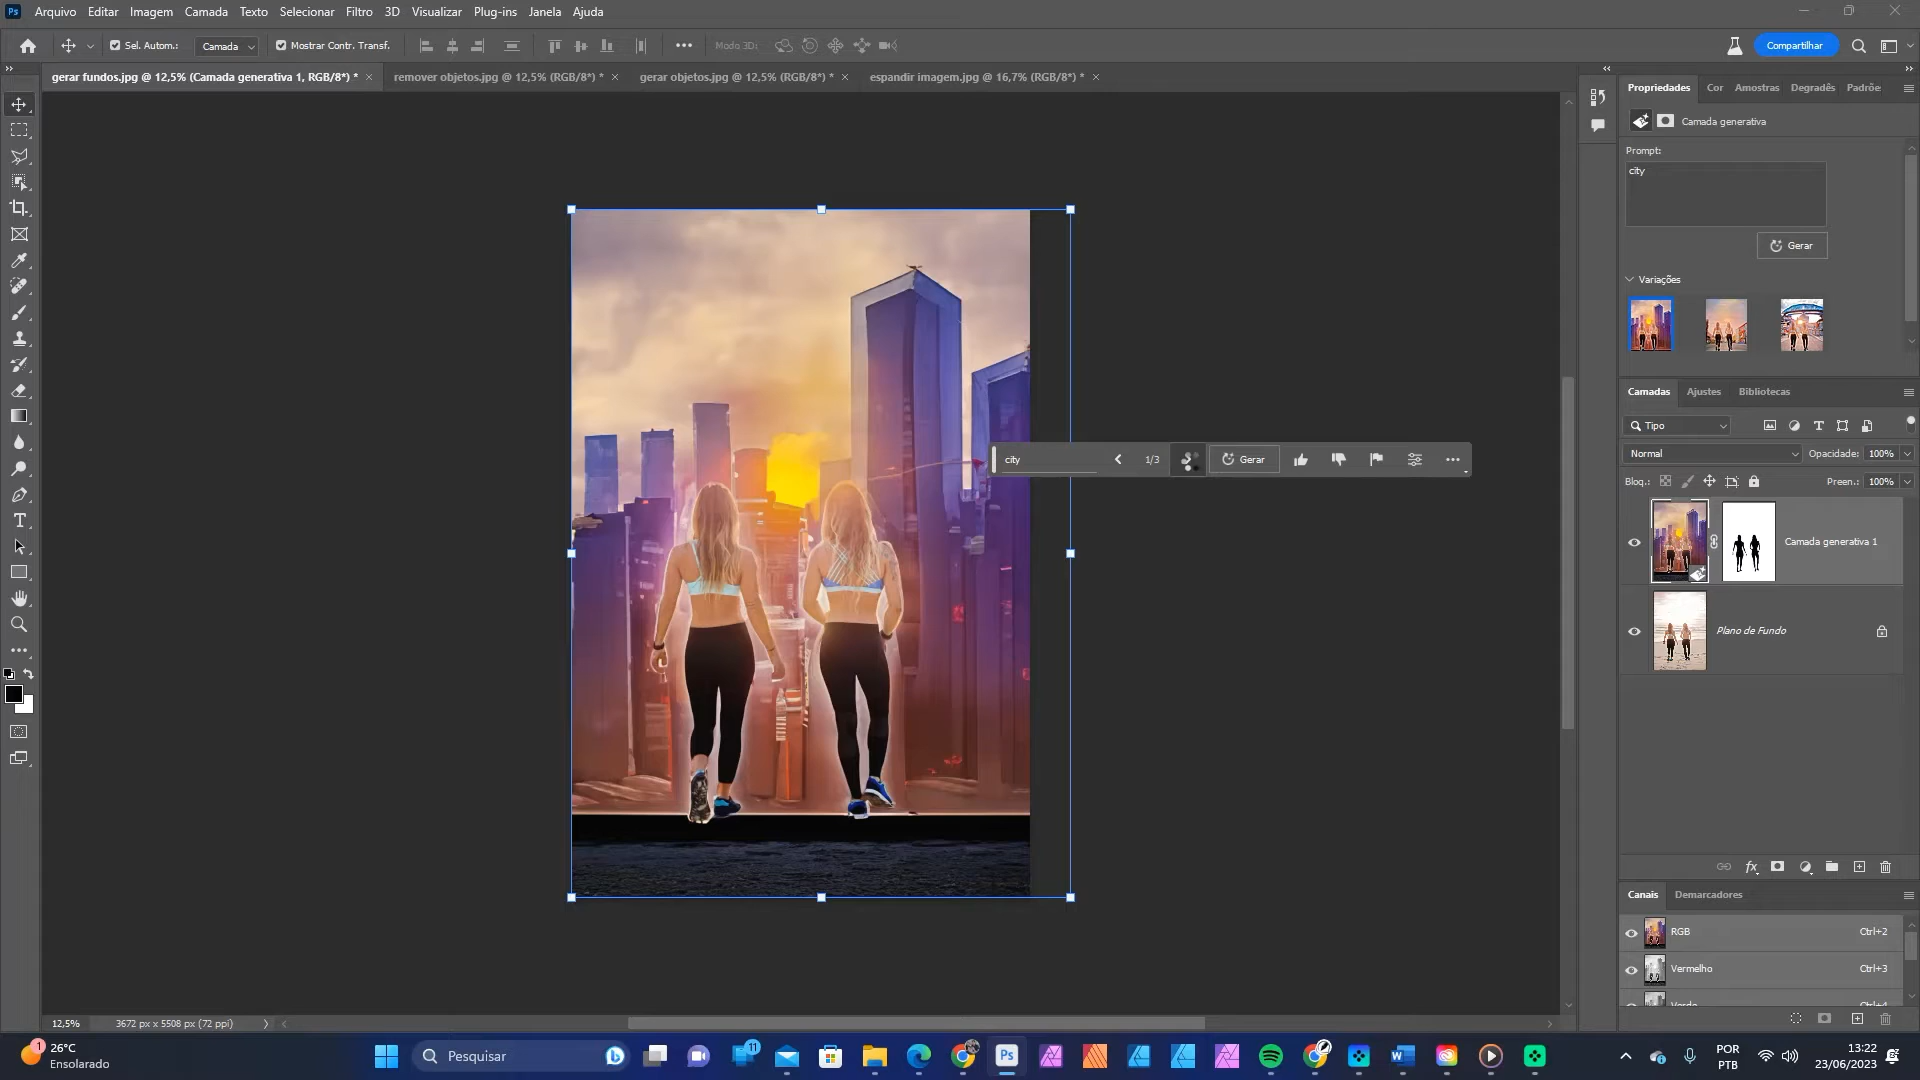 Ps Arquivo Editar Imagem Camada Texto Selecionar Filtro 3D Visualizar Plug-ins Janela Ajuda
Sel. Autom.: Camada Mostrar Contr. Transf. Modo 3D: Compartilhar
gerar fundos.jpg @ 12,5% (Camada generativa 1, RGB/8*) * remover objetos.jpg @ 12,5% (RGB/8*) * gerar objetos.jpg @ 12,5% (RGB/8*) * espandir imagem.jpg @ 16,7% (RGB/8*) *
Propriedades Cor Amostras Degradês Padrões
Camada generativa
Prompt:
city
Gerar
Variações
Camadas Ajustes Bibliotecas
Tipo
Normal Opacidade: 100%
city 1/3 Gerar
Bloq.: Preen.: 100%
Camada generativa 1
Plano de Fundo
fx
Canais Demarcadores
RGB Ctrl+2
Vermelho Ctrl+3
Verde Ctrl+4
12,5% 3672 px x 5508 px (72 ppi)
1 26°C
Ensolarado
Pesquisar
11
Ps
POR
PTB
13:22
23/06/2023